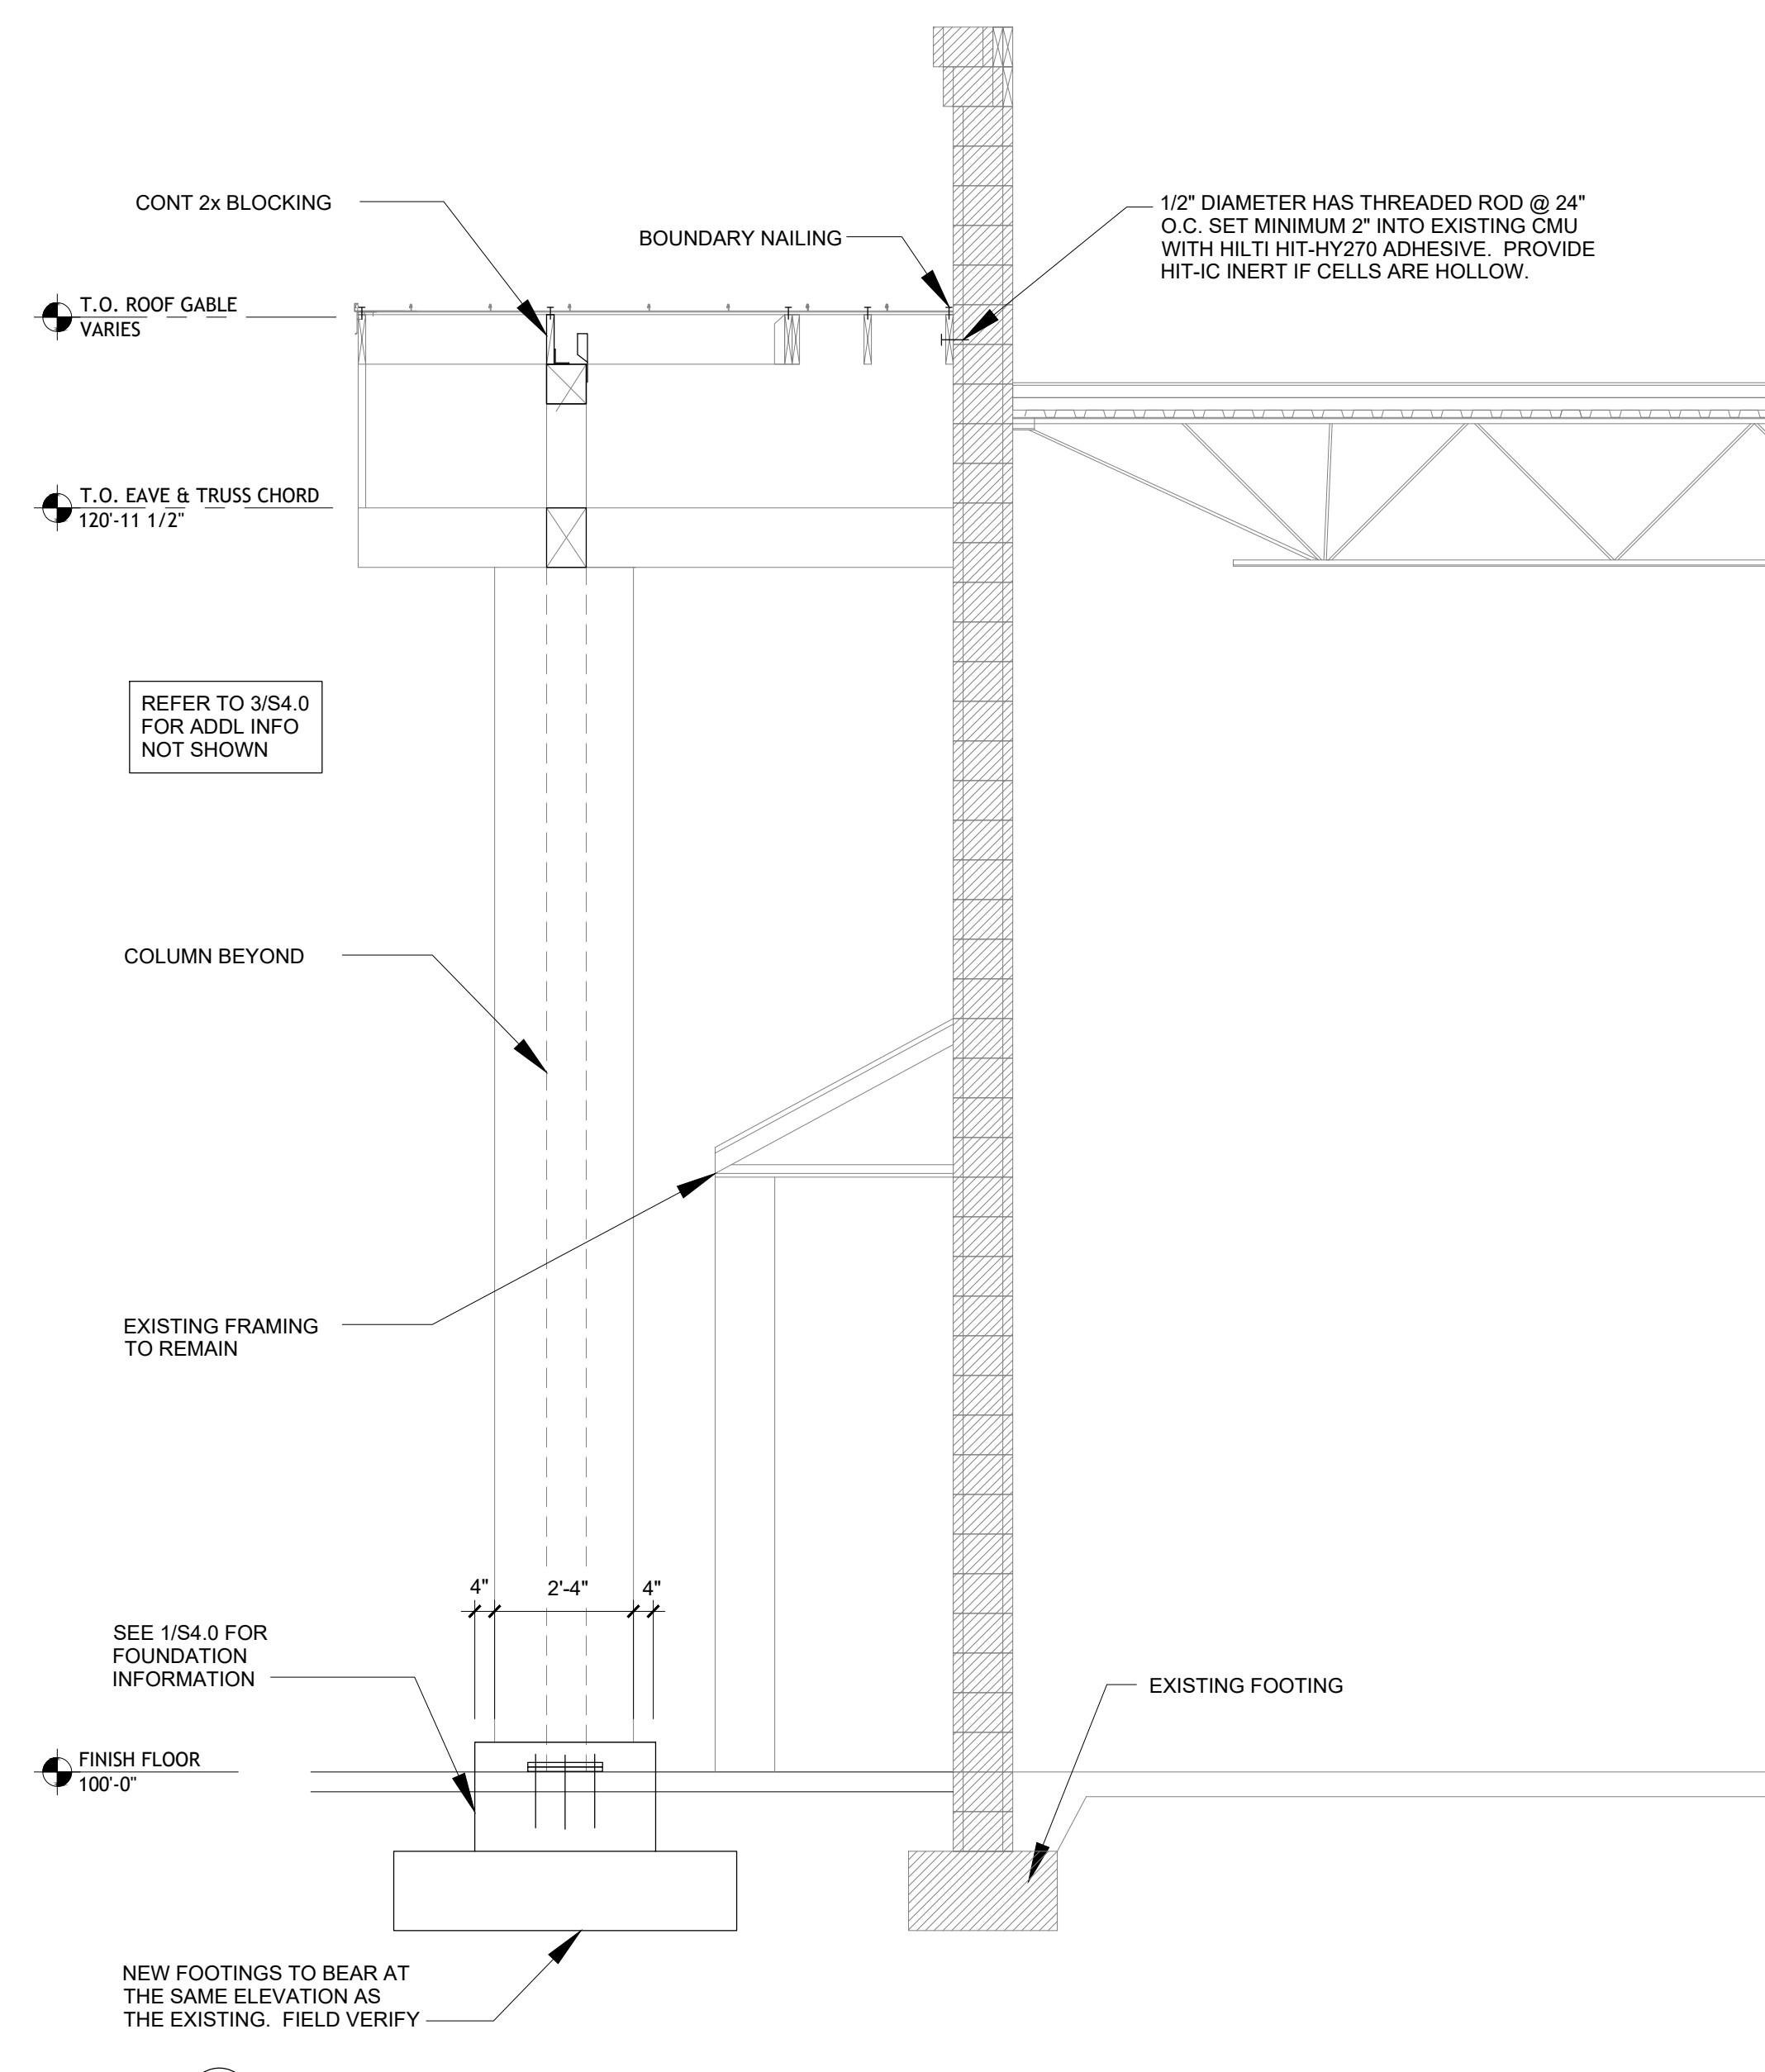 CONT 2x BLOCKING
BOUNDARY NAILING
1/2" DIAMETER HAS THREADED ROD @ 24"
O.C. SET MINIMUM 2" INTO EXISTING CMU
WITH HILTI HIT-HY270 ADHESIVE.  PROVIDE
HIT-IC INERT IF CELLS ARE HOLLOW.
T.O. ROOF GABLE
VARIES
T.O. EAVE & TRUSS CHORD
120'-11 1/2"
REFER TO 3/S4.0
FOR ADDL INFO
NOT SHOWN
COLUMN BEYOND
EXISTING FRAMING
TO REMAIN
4" 2'-4" 4"
SEE 1/S4.0 FOR
FOUNDATION
INFORMATION
EXISTING FOOTING
FINISH FLOOR
100'-0"
NEW FOOTINGS TO BEAR AT
THE SAME ELEVATION AS
THE EXISTING.  FIELD VERIFY